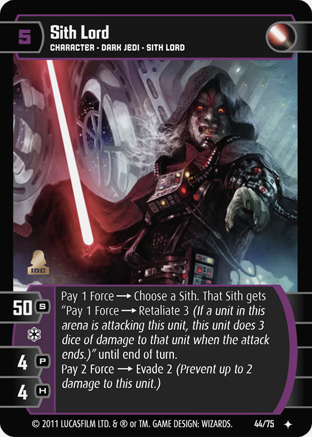 5
Sith Lord
CHARACTER • DARK JEDI • SITH LORD
IDC
50 S
Pay 1 Force → Choose a Sith. That Sith gets
"Pay 1 Force → Retaliate 3 (If a unit in this
arena is attacking this unit, this unit does 3
dice of damage to that unit when the attack
ends.)" until end of turn.
4 P
Pay 2 Force → Evade 2 (Prevent up to 2
4 H
damage to this unit.)
© 2011 LUCASFILM LTD. & ® or TM. GAME DESIGN: WIZARDS.
44/75